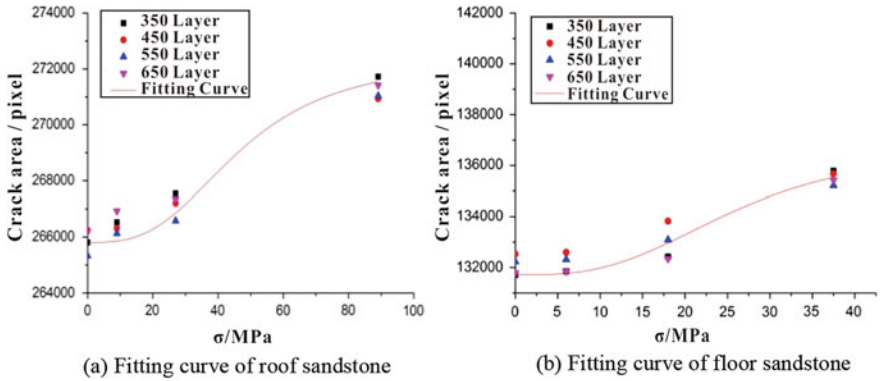 274000
272000
270000
268000
266000
264000
Crack area / pixel
350 Layer
450 Layer
550 Layer
650 Layer
Fitting Curve
0 20 40 60 80 100
σ/MPa
(a) Fitting curve of roof sandstone
142000
140000
138000
136000
134000
132000
Crack area / pixel
350 Layer
450 Layer
550 Layer
650 Layer
Fitting Curve
0 5 10 15 20 25 30 35 40
σ/MPa
(b) Fitting curve of floor sandstone